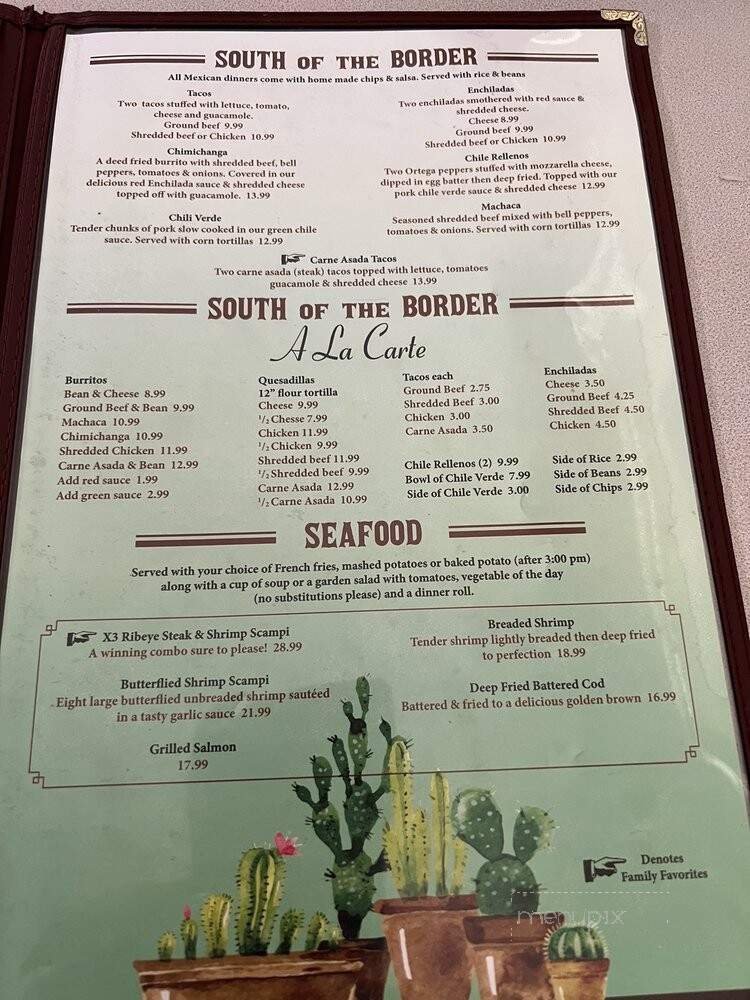 SOUTH OF THE BORDER
All Mexican dinners come with home made chips & salsa. Served with rice & beans
Tacos
Two tacos stuffed with lettuce, tomato,
cheese and guacamole.
Ground beef 9.99
Shredded beef or Chicken 10.99
Chimichanga
A deed fried burrito with shredded beef, bell
peppers, tomatoes & onions. Covered in our
delicious red Enchilada sauce & shredded cheese
topped off with guacamole. 13.99
Chili Verde
Tender chunks of pork slow cooked in our green chile
sauce. Served with corn tortillas 12.99
Enchiladas
Two enchiladas smothered with red sauce &
shredded cheese.
Cheese 8.99
Ground beef 9.99
Shredded beef or Chicken 10.99
Chile Rellenos
Two Ortega peppers stuffed with mozzarella cheese,
dipped in egg batter then deep fried. Topped with our
pork chile verde sauce & shredded cheese 12.99
Machaca
Seasoned shredded beef mixed with bell peppers,
tomatoes & onions. Served with corn tortillas 12.99
Carne Asada Tacos
Two carne asada (steak) tacos topped with lettuce, tomatoes
guacamole & shredded cheese 13.99
SOUTH OF THE BORDER
A La Carte
Burritos
Bean & Cheese 8.99
Ground Beef & Bean 9.99
Machaca 10.99
Chimichanga 10.99
Shredded Chicken 11.99
Carne Asada & Bean 12.99
Add red sauce 1.99
Add green sauce 2.99
Quesadillas
12" flour tortilla
Cheese 9.99
1/2 Chesse 7.99
Chicken 11.99
1/2 Chicken 9.99
Shredded beef 11.99
1/2 Shredded beef 9.99
Carne Asada 12.99
1/2 Carne Asada 10.99
Tacos each
Ground Beef 2.75
Shredded Beef 3.00
Chicken 3.00
Carne Asada 3.50
Chile Rellenos (2) 9.99
Bowl of Chile Verde 7.99
Side of Chile Verde 3.00
Enchiladas
Cheese 3.50
Ground Beef 4.25
Shredded Beef 4.50
Chicken 4.50
Side of Rice 2.99
Side of Beans 2.99
Side of Chips 2.99
SEAFOOD
Served with your choice of French fries, mashed potatoes or baked potato (after 3:00 pm)
along with a cup of soup or a garden salad with tomatoes, vegetable of the day
(no substitutions please) and a dinner roll.
X3 Ribeye Steak & Shrimp Scampi
A winning combo sure to please! 28.99
Butterflied Shrimp Scampi
Eight large butterflied unbreaded shrimp sautéed
in a tasty garlic sauce 21.99
Grilled Salmon
17.99
Breaded Shrimp
Tender shrimp lightly breaded then deep fried
to perfection 18.99
Deep Fried Battered Cod
Battered & fried to a delicious golden brown 16.99
Denotes
Family Favorites
menupix